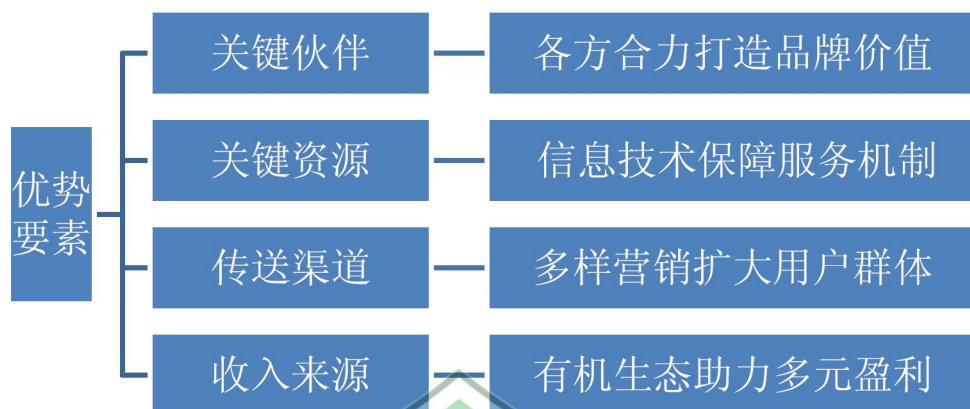 关键伙伴
各方合力打造品牌价值
关键资源
信息技术保障服务机制
优势
要素
传送渠道
多样营销扩大用户群体
收入来源
有机生态助力多元盈利